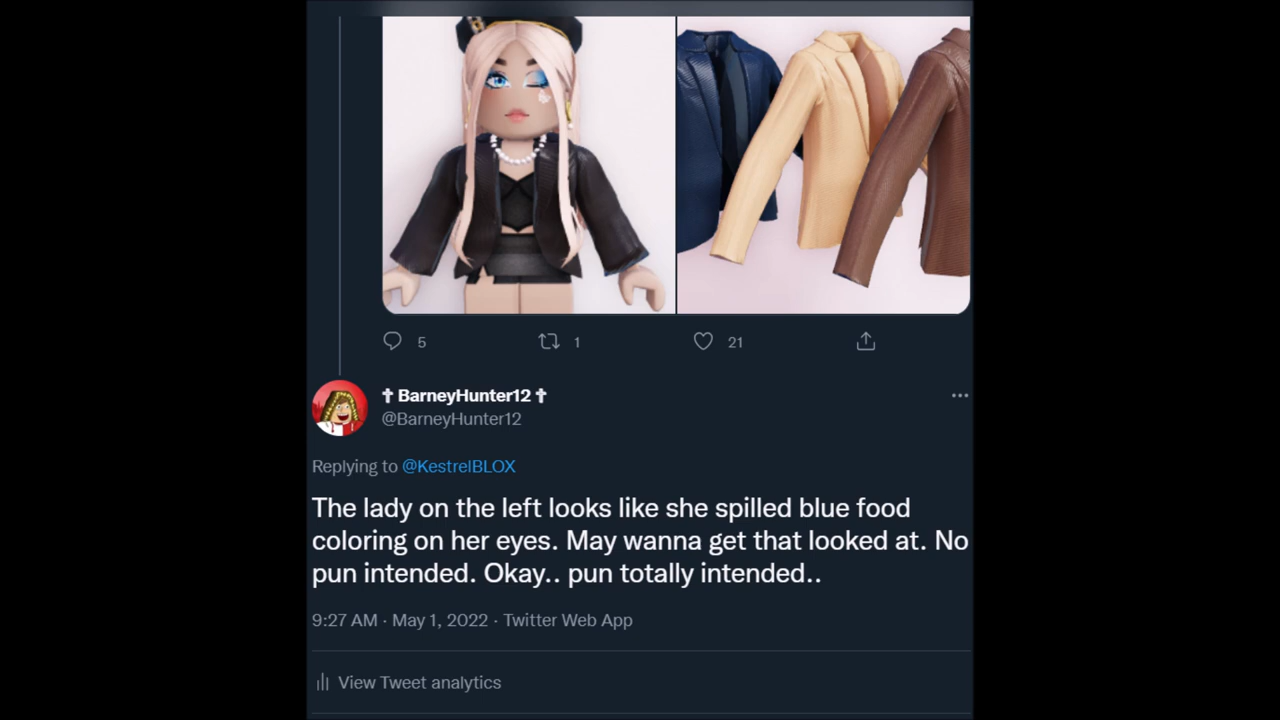 5 1 21
✝ BarneyHunter12 ✝
@BarneyHunter12
Replying to @KestrelBLOX
The lady on the left looks like she spilled blue food
coloring on her eyes. May wanna get that looked at. No
pun intended. Okay.. pun totally intended..
9:27 AM · May 1, 2022 · Twitter Web App
View Tweet analytics